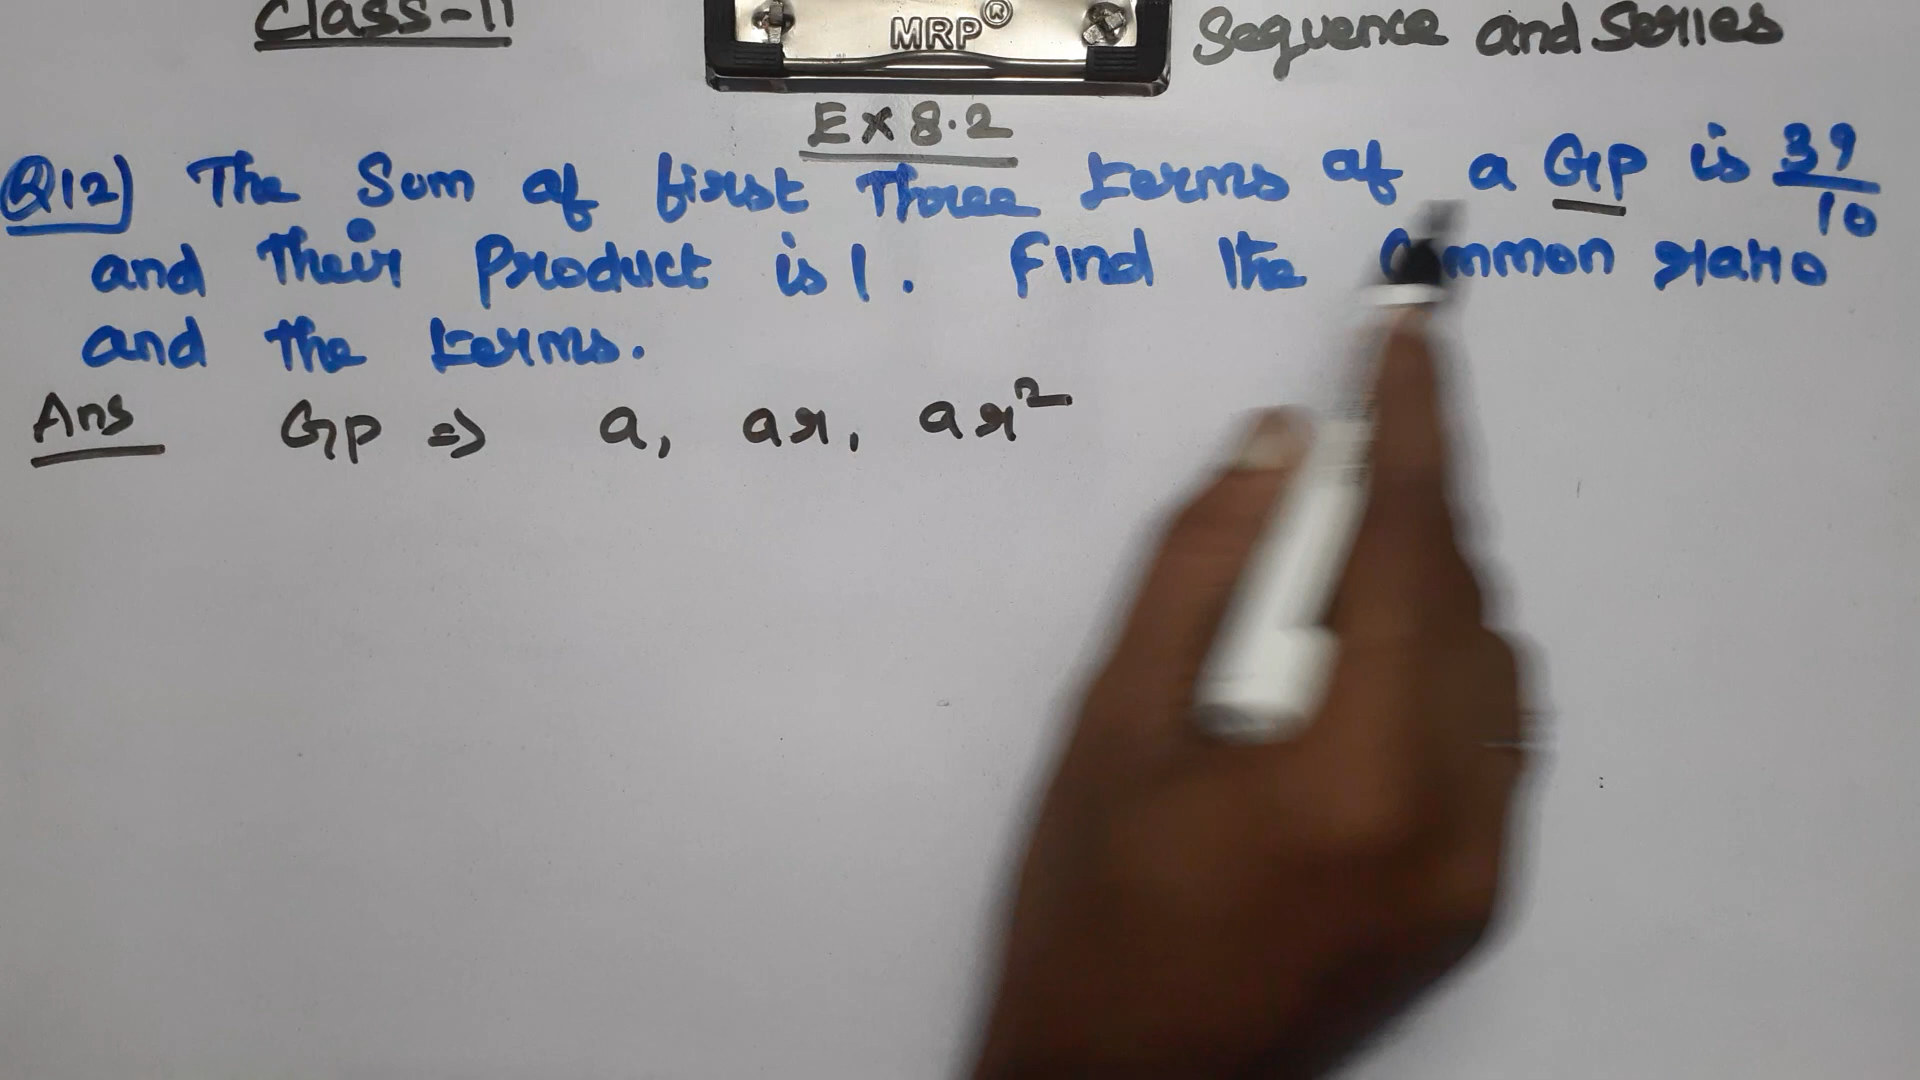 Class-11
MRP®
Sequence and Series
Ex 8.2
Q12) The Sum of first Three terms of a GP is 39/10
and Their Product is 1. Find the Common ratio
and the terms.
Ans GP ⇒ a, ar, ar²